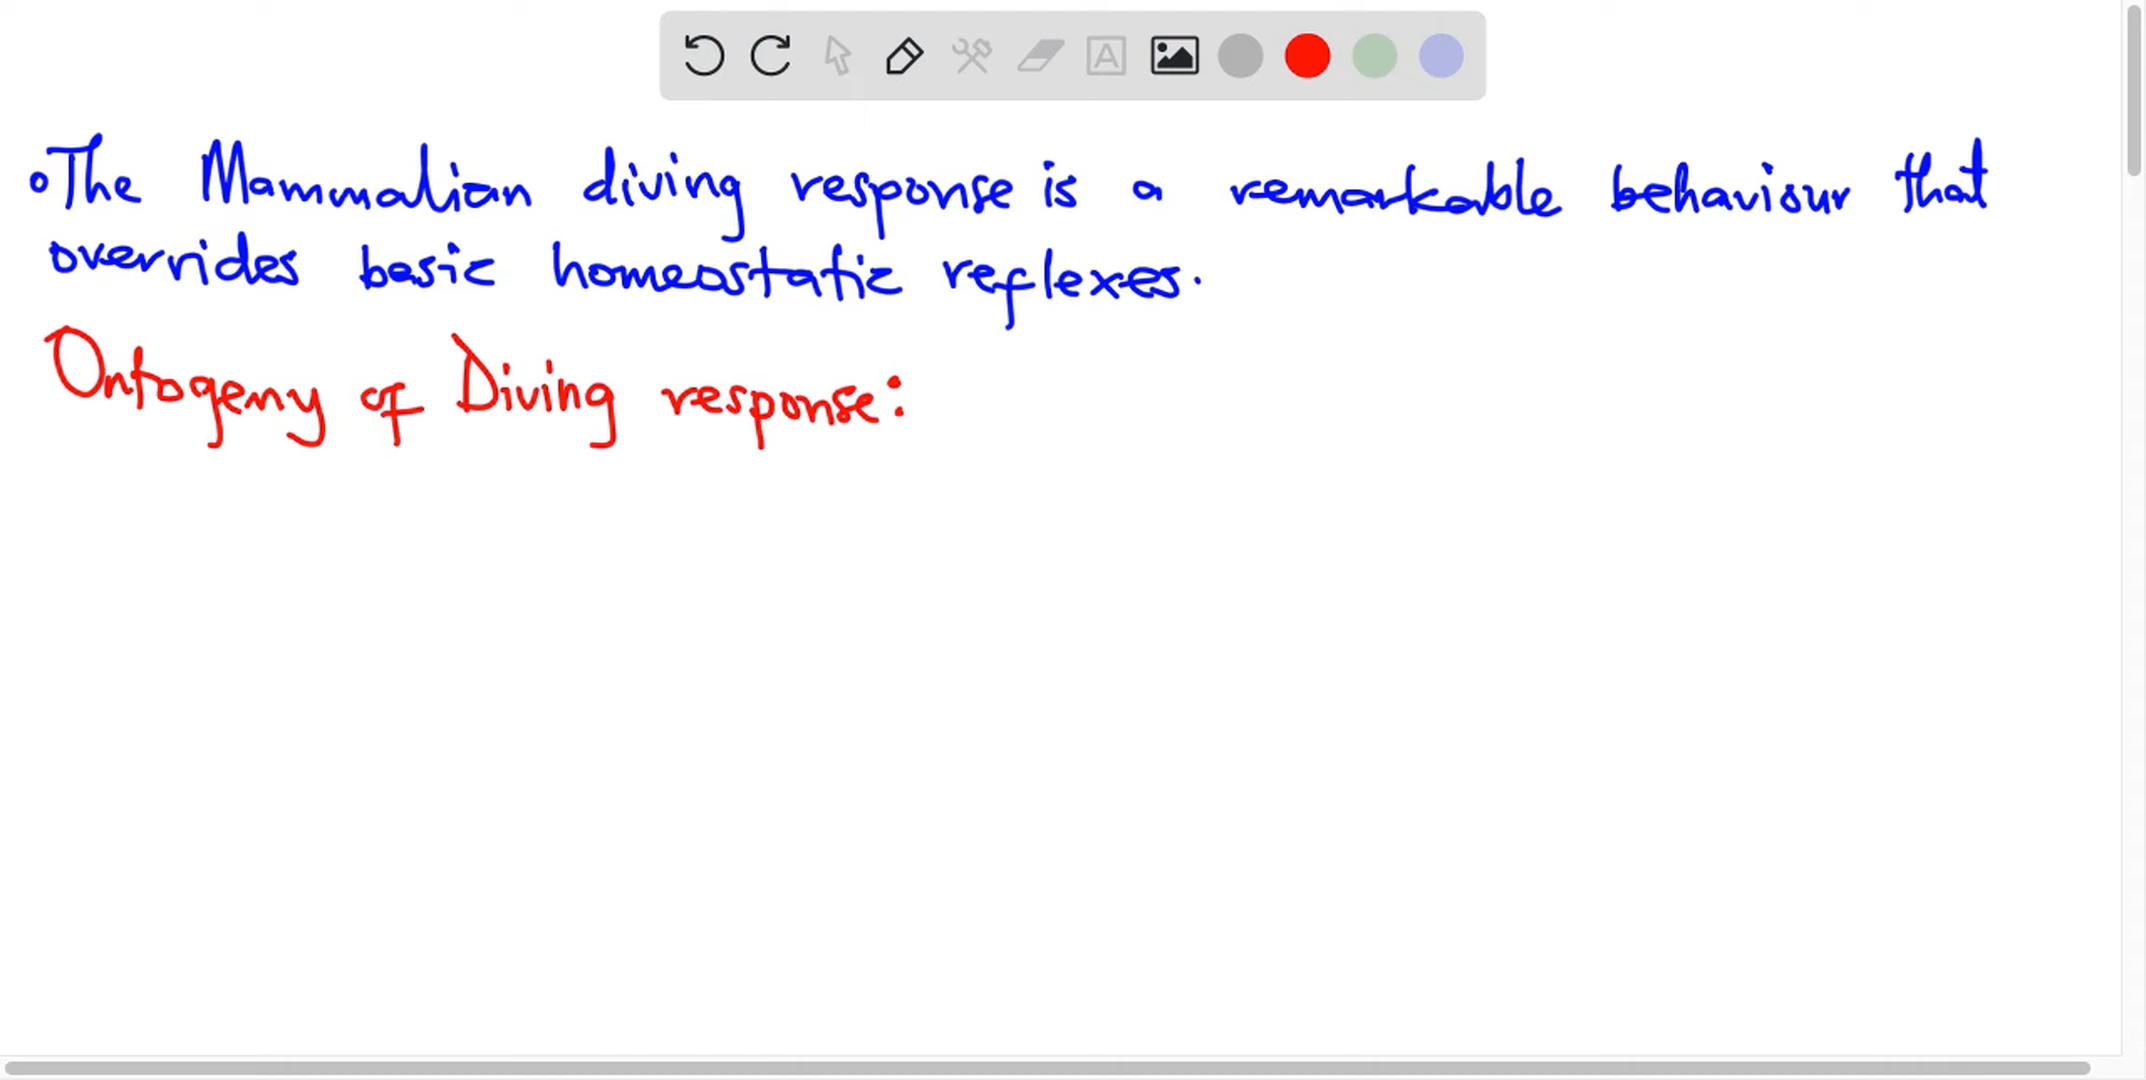 •The Mammalian diving response is a remarkable behaviour that
overrides basic homeostatic reflexes.
Ontogeny of Diving response: